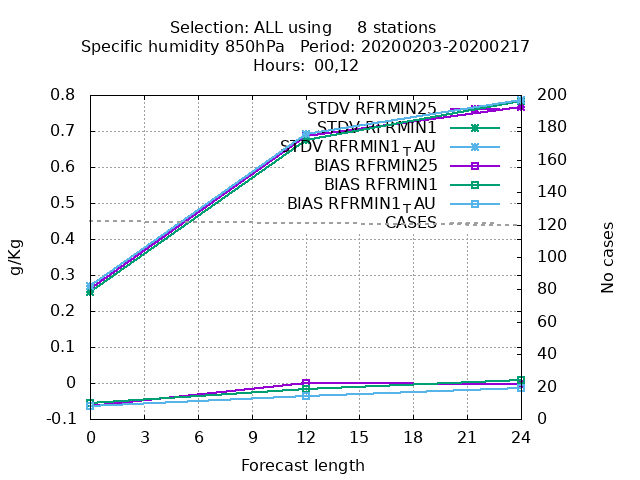 Selection: ALL using     8 stations
Specific humidity 850hPa   Period: 20200203-20200217
Hours:  00,12
g/Kg
No cases
0.8
0.7
0.6
0.5
0.4
0.3
0.2
0.1
0
-0.1
200
180
160
140
120
100
80
60
40
20
0
STDV RFRMIN25
STDV RFRMIN1
STDV RFRMIN1┬AU
BIAS RFRMIN25
BIAS RFRMIN1
BIAS RFRMIN1┬AU
CASES
0 3 6 9 12 15 18 21 24
Forecast length